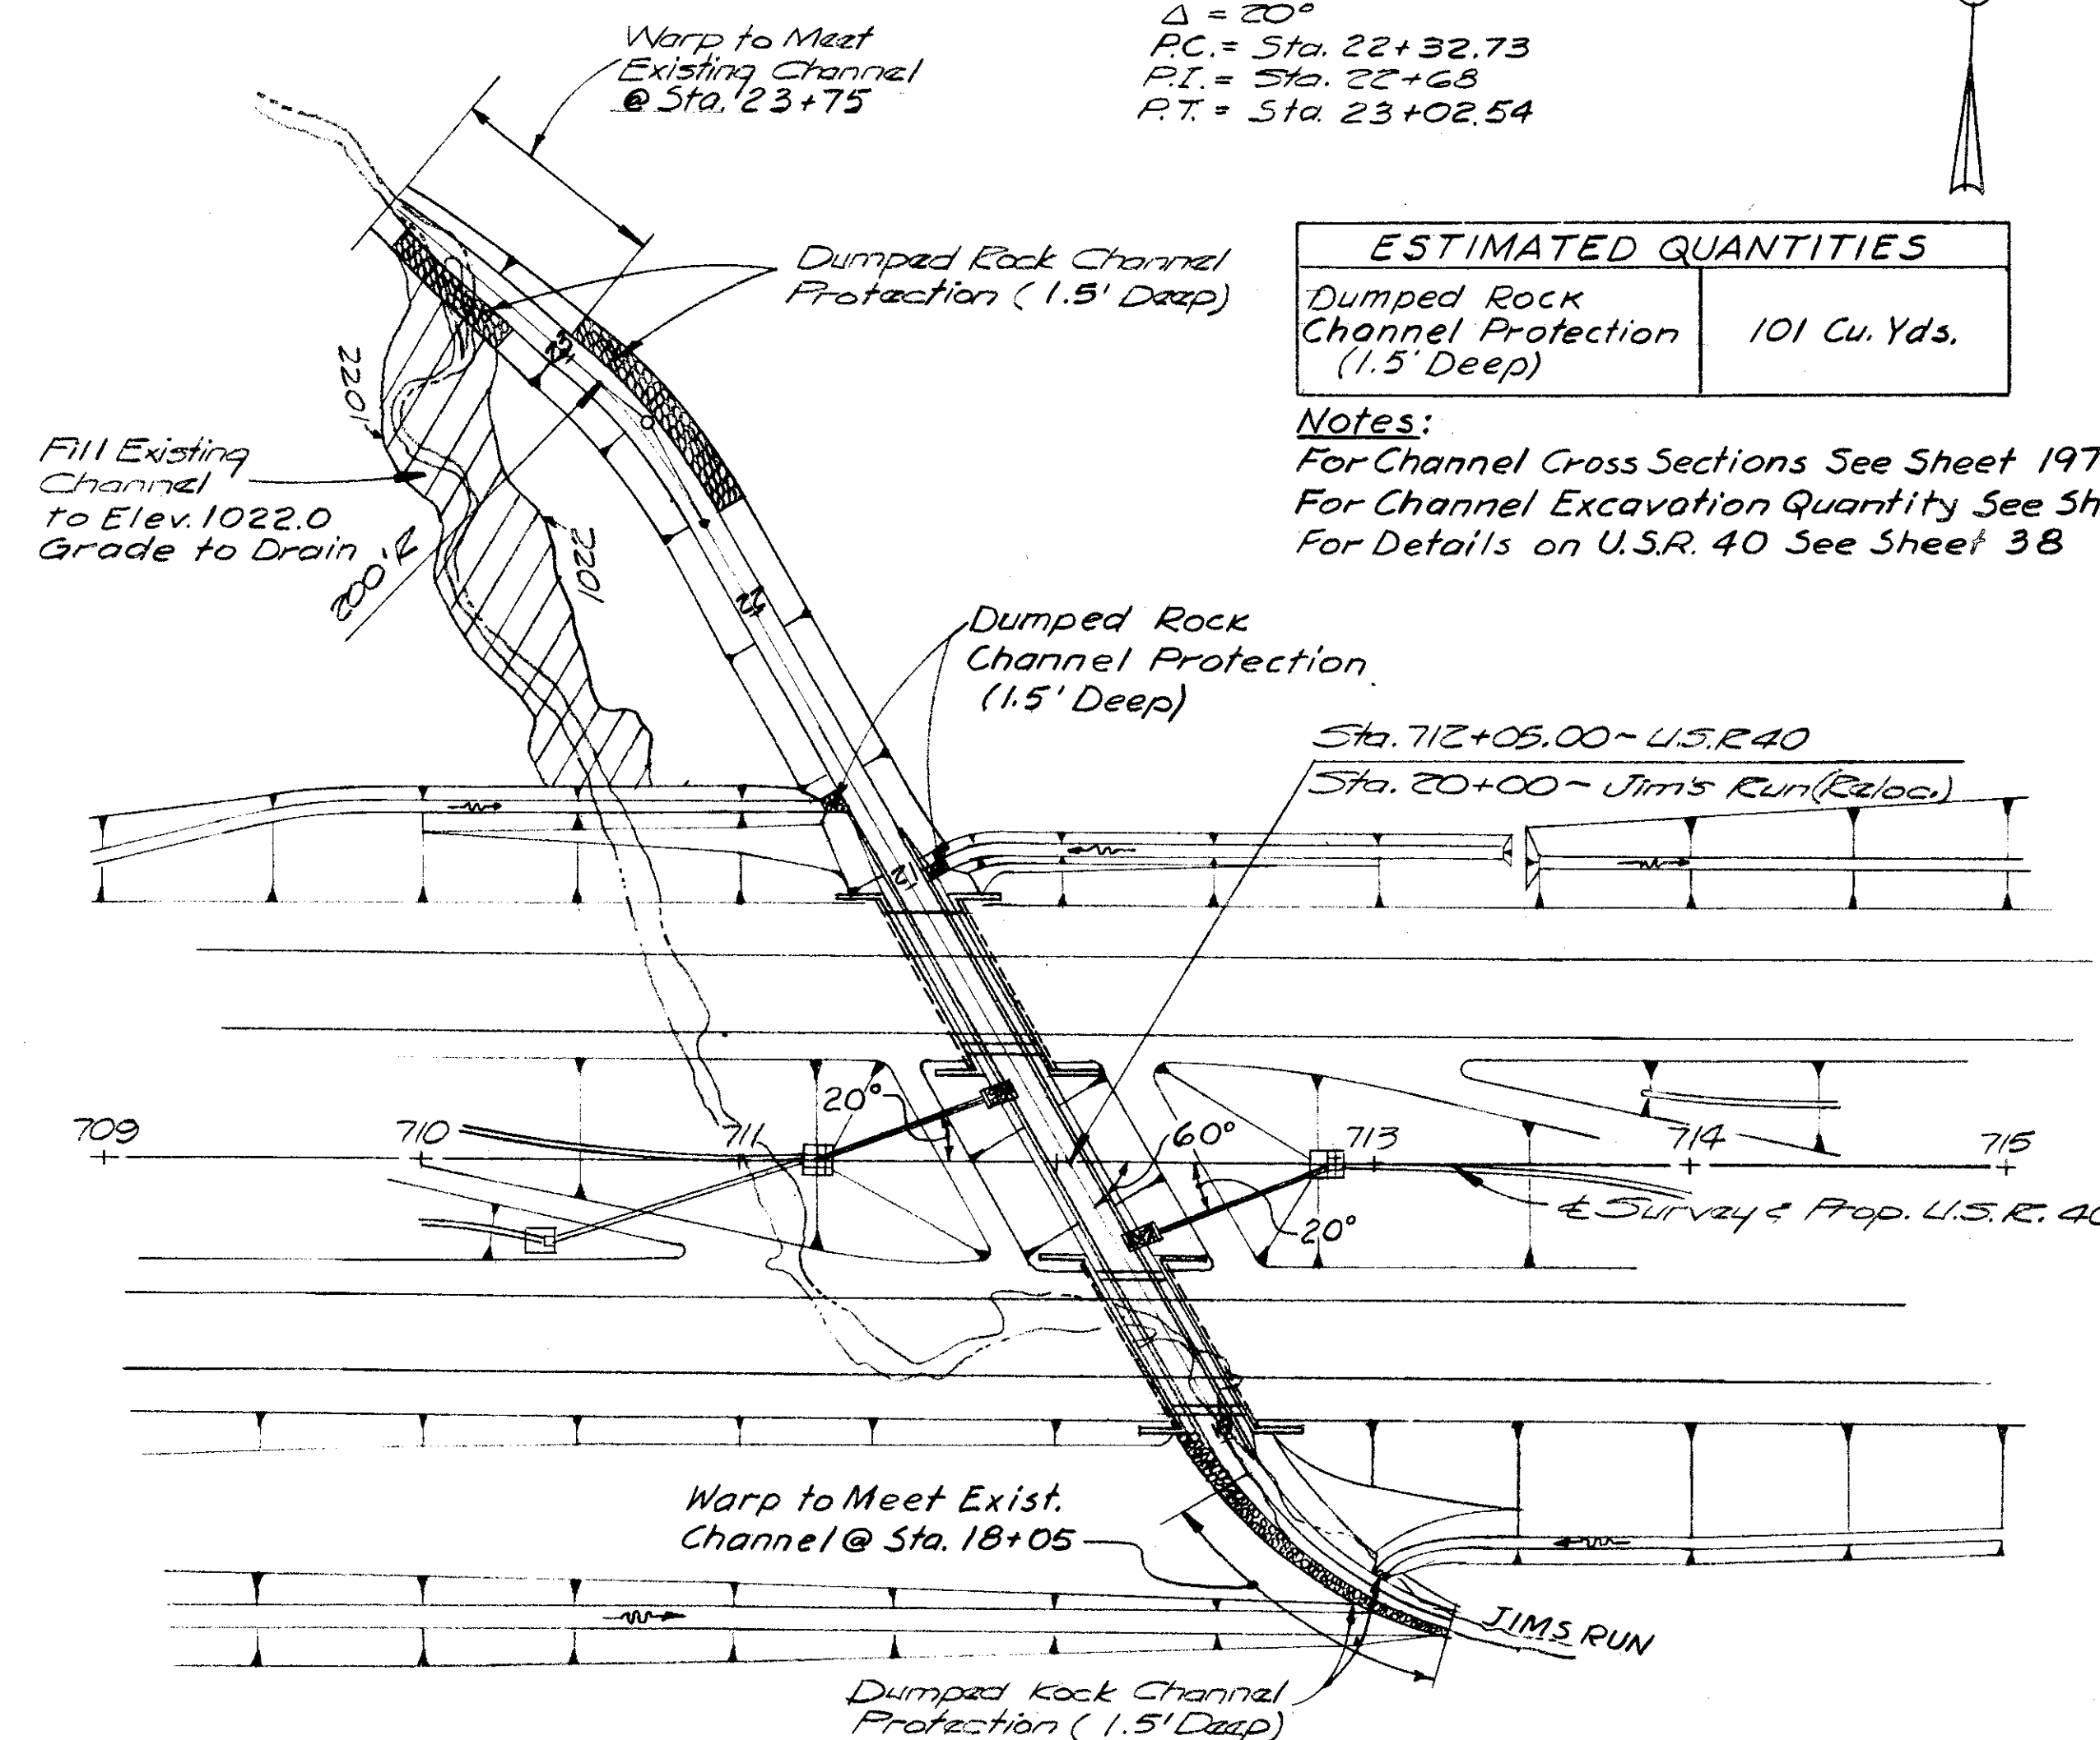 Δ = 20°
P.C. = Sta. 22+32.73
P.I. = Sta. 22+68
P.T. = Sta. 23+02.54
Warp to Meet
Existing Channel
@ Sta. 23+75
Dumped Rock Channel
Protection (1.5' Deep)
ESTIMATED QUANTITIES
Dumped Rock
Channel Protection
(1.5' Deep)
101 Cu. Yds.
Notes:
For Channel Cross Sections See Sheet 197
For Channel Excavation Quantity See Sh
For Details on U.S.R. 40 See Sheet 38
1022
Fill Existing
Channel
to Elev. 1022.0
Grade to Drain
200' R
1022
23
22
Dumped Rock
Channel Protection
(1.5' Deep)
Sta. 712+05.00~U.S.R 40
Sta. 20+00~Jim's Run (Reloc.)
21
20°
60°
20°
709
710
711
713
714
715
℄ Survey & Prop. U.S.R. 40
Warp to Meet Exist.
Channel @ Sta. 18+05
JIMS RUN
Dumped Rock Channel
Protection (1.5' Deep)